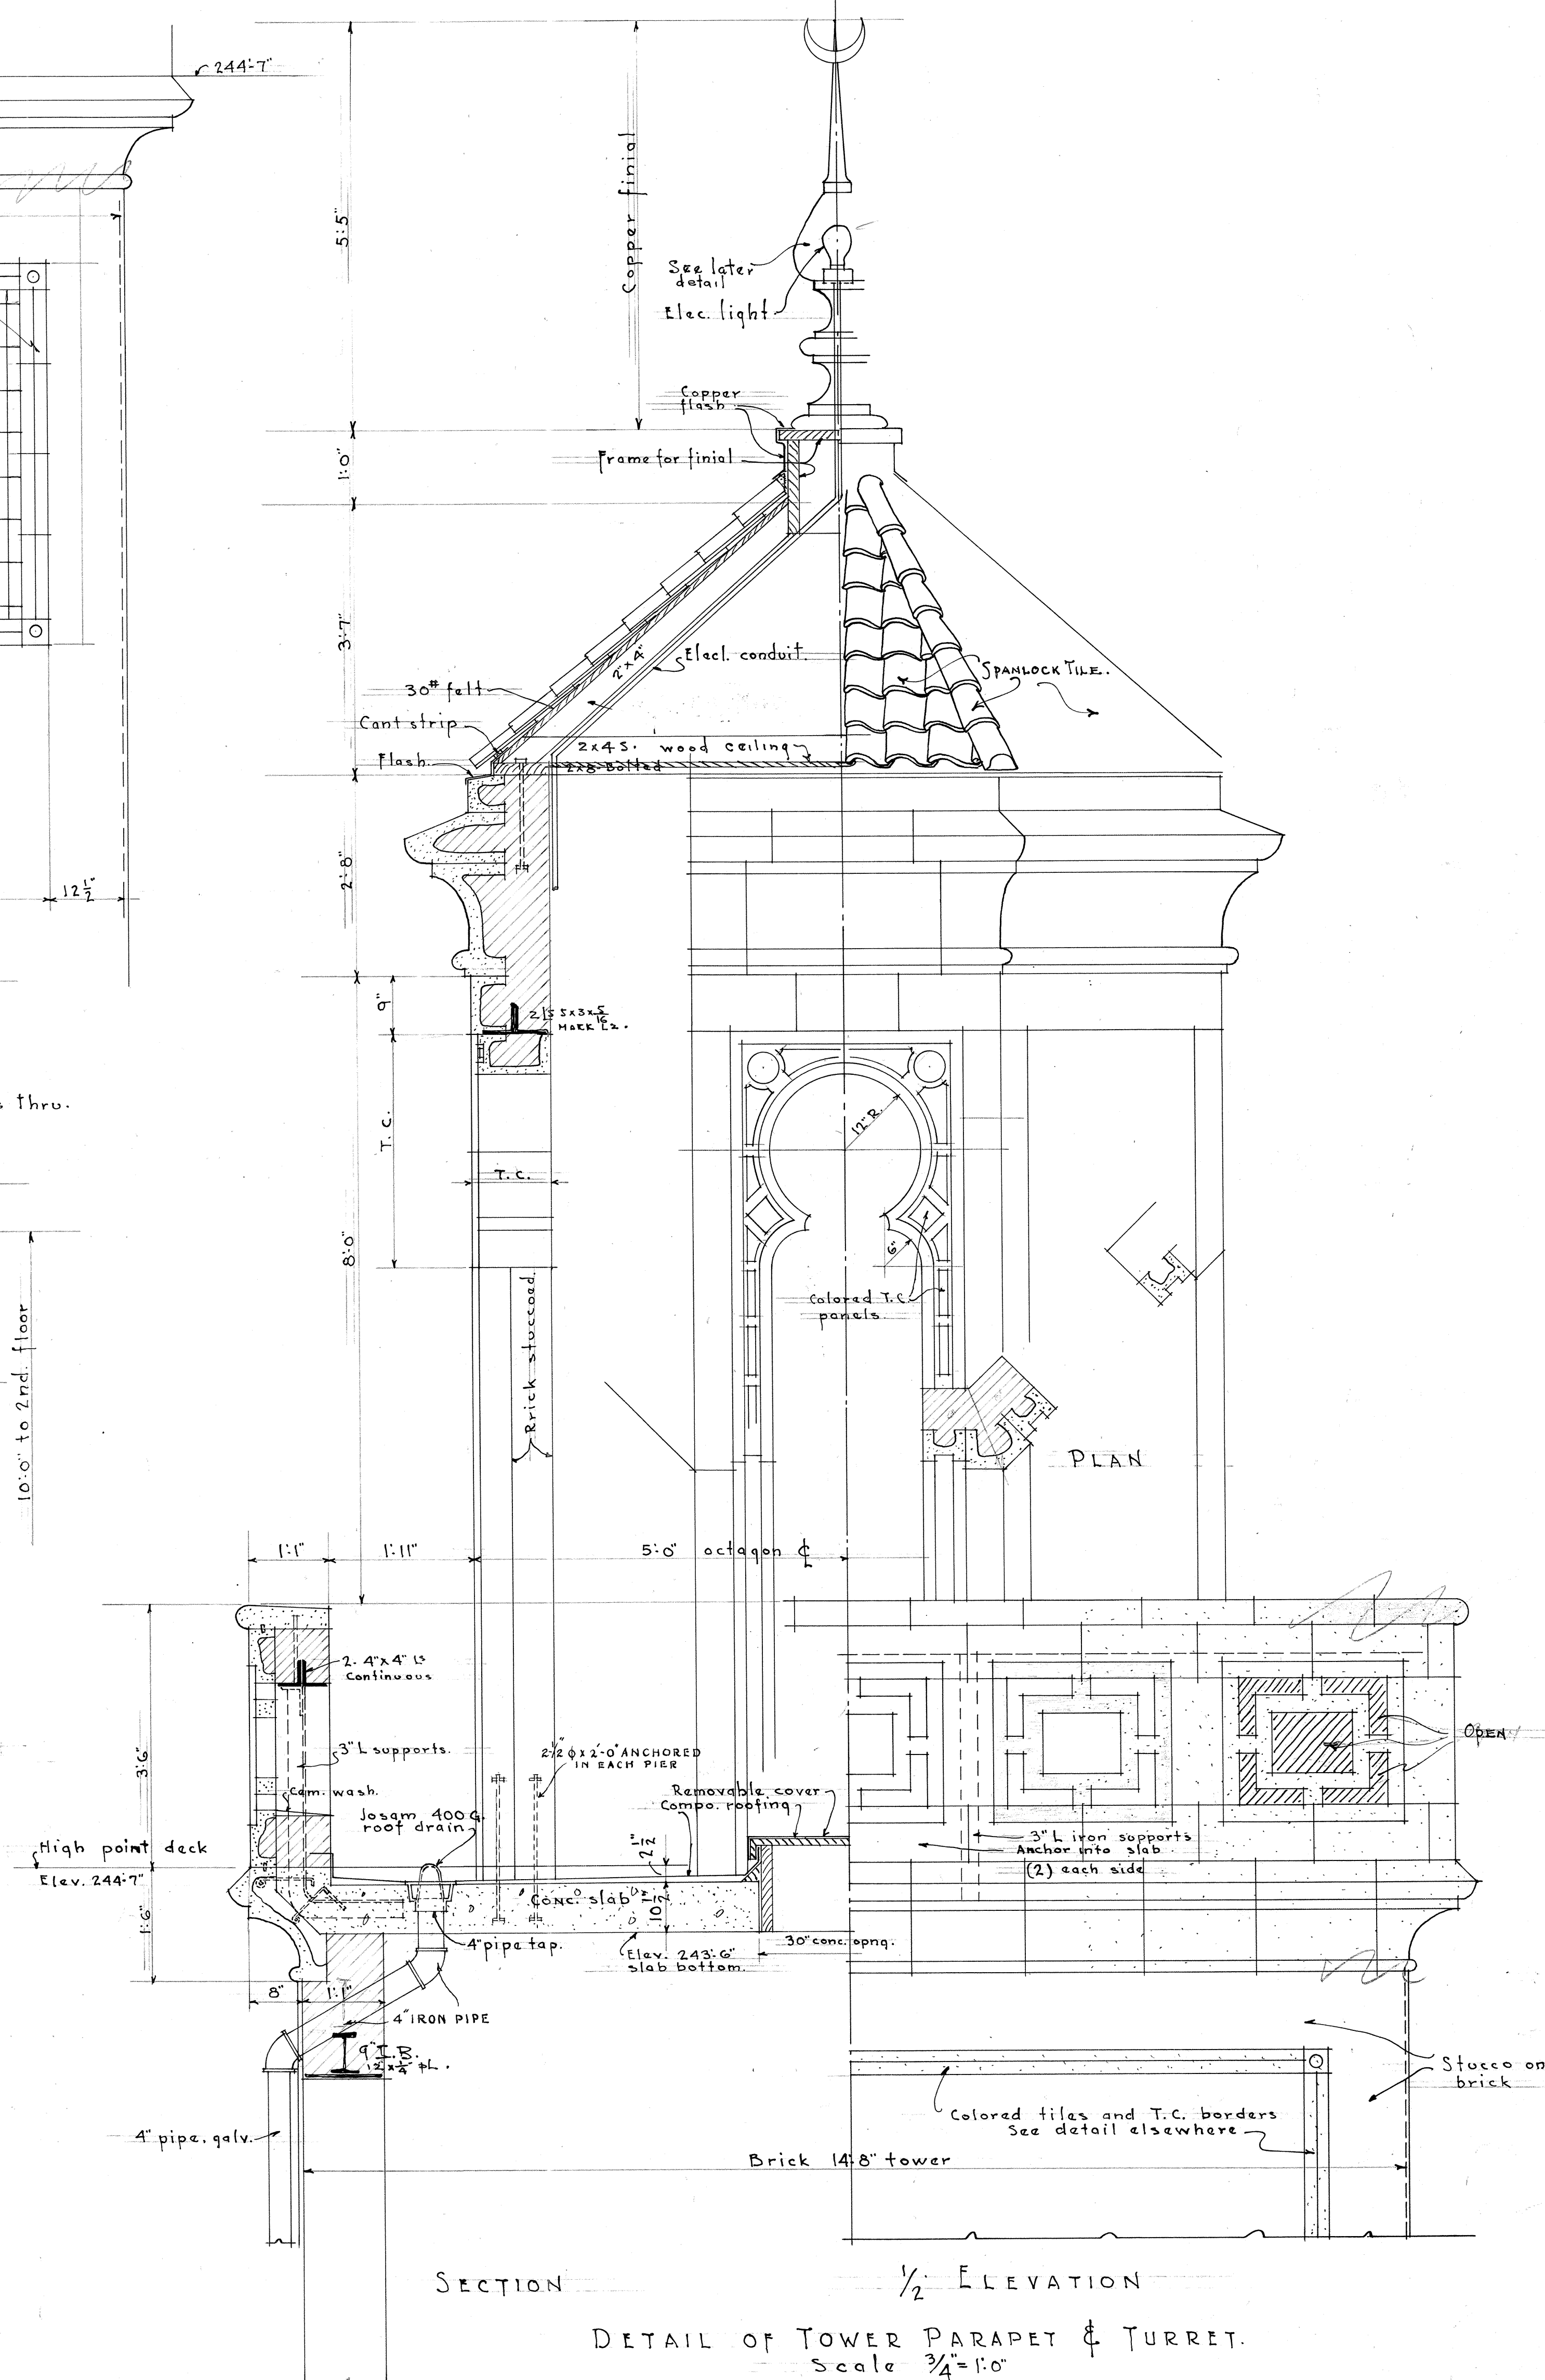 244'-7"
5'-5"
Copper finial
See later
detail
Elec. light
Copper
flash
1'-0"
Frame for finial
3'-7"
2"x4"
Elecl. conduit.
30# felt
SPANLOCK TILE.
Cant strip
2x4S. wood ceiling
Flash.
2x8 Bolted
2'-8"
12 1/2
9"
5x3x5/16
MARK L2.
s thru.
T.C.
12" R.
T.C.
8'-0"
6"
Colored T.C.
panels.
Brick stuccoed.
10'-0" to 2nd. floor
PLAN
1'-1"
1'-11"
5'-0" octagon ℄
2- 4"x4" Ls
Continuous
OPEN
3'-6"
3" L supports.
2-1/2 φ x 2'-0" ANCHORED
IN EACH PIER
Cem. wash.
Removable cover
Compo. roofing
Josam 400G
roof drain
2 1/2"
3" L iron supports
Anchor into slab
(2) each side
High point deck
Elev. 244'-7"
Conc. slab
1'-6"
4" pipe tap.
Elev. 243'-6"
slab bottom.
30" conc. opng.
8"
1'-1"
4" IRON PIPE
9" I.B.
12"x1/4 pL.
Stucco on
brick
Colored tiles and T.C. borders
See detail elsewhere
4" pipe. galv.
Brick 14'-8" tower
SECTION
1/2 ELEVATION
DETAIL OF TOWER PARAPET & TURRET.
Scale 3/4" = 1'-0"